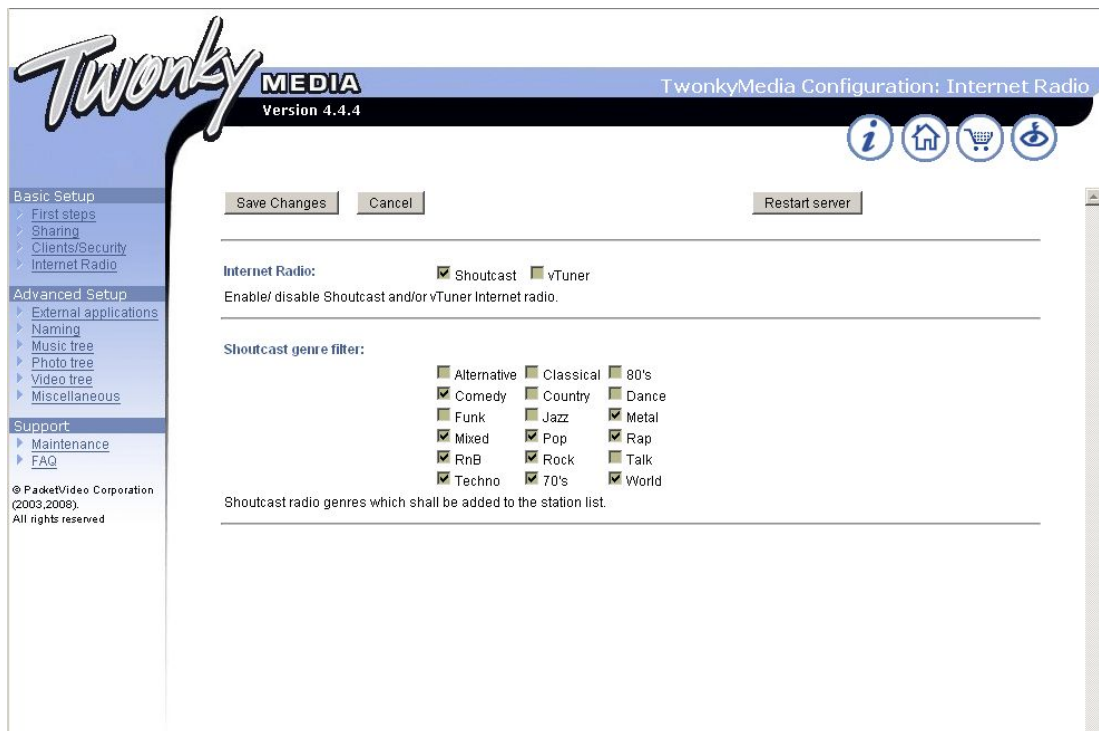 Twonky MEDIA
Version 4.4.4
TwonkyMedia Configuration: Internet Radio
Basic Setup
First steps
Sharing
Clients/Security
Internet Radio
Advanced Setup
External applications
Naming
Music tree
Photo tree
Video tree
Miscellaneous
Support
Maintenance
FAQ
© PacketVideo Corporation
(2003,2008).
All rights reserved
Save Changes Cancel Restart server
Internet Radio: Shoutcast vTuner
Enable/ disable Shoutcast and/or vTuner Internet radio.
Shoutcast genre filter:
Alternative Classical 80's
Comedy Country Dance
Funk Jazz Metal
Mixed Pop Rap
RnB Rock Talk
Techno 70's World
Shoutcast radio genres which shall be added to the station list.